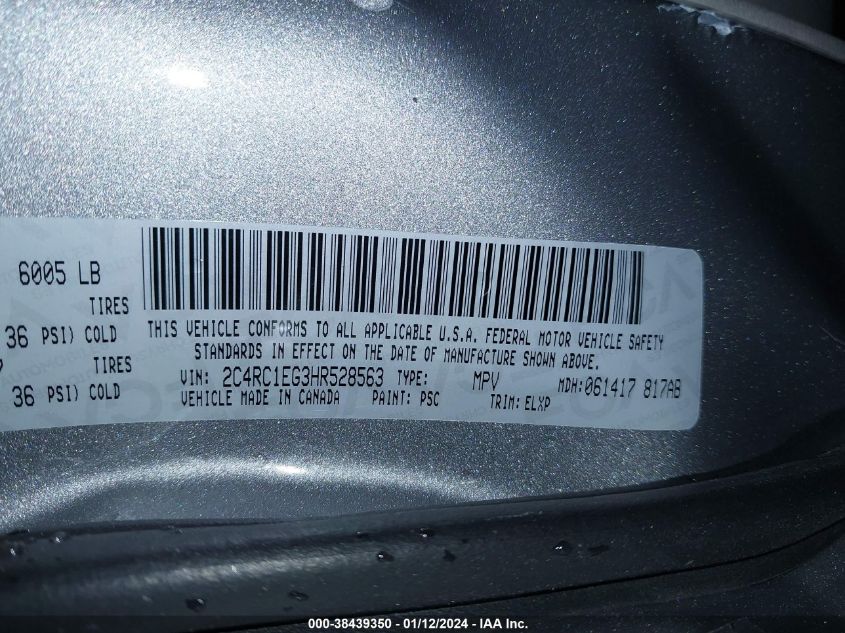 6005 LB
TIRES
36 PSI) COLD
TIRES
36 PSI) COLD
THIS VEHICLE CONFORMS TO ALL APPLICABLE U.S.A. FEDERAL MOTOR VEHICLE SAFETY
STANDARDS IN EFFECT ON THE DATE OF MANUFACTURE SHOWN ABOVE.
VIN: 2C4RC1EG3HR528563 TYPE: MPV MDH:061417 817AB
VEHICLE MADE IN CANADA PAINT: PSC TRIM: ELXP
000-38439350 — 01/12/2024 — IAA Inc.